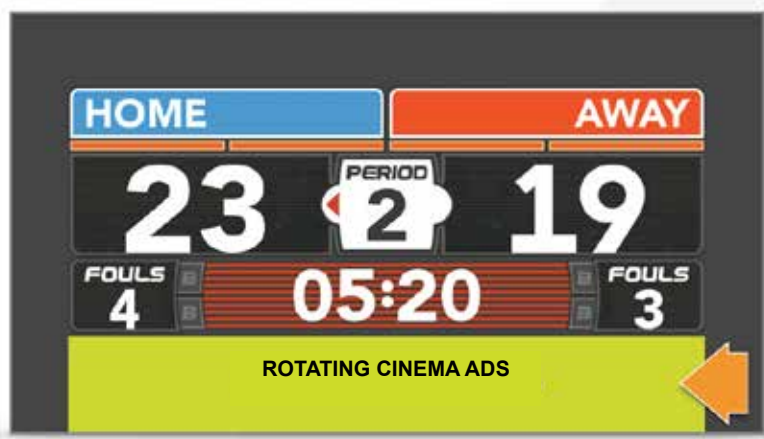 HOME AWAY
PERIOD
23 2 19
FOULS B 05:20 B FOULS
4 B B 3
ROTATING CINEMA ADS